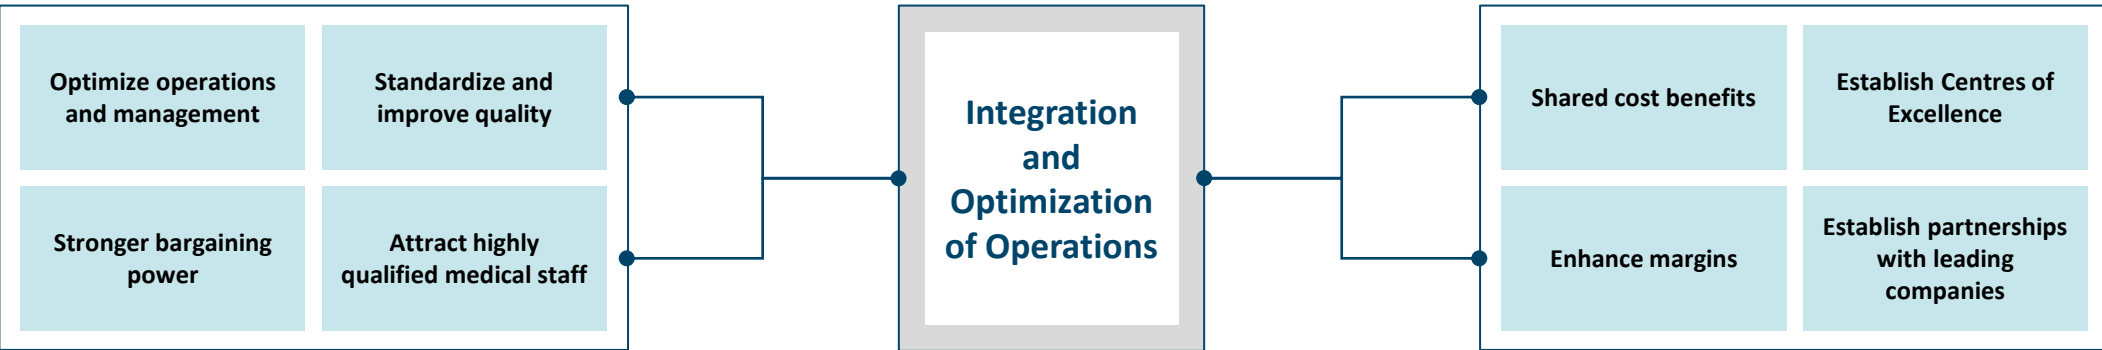 Optimize operations
and management
Standardize and
improve quality
Stronger bargaining
power
Attract highly
qualified medical staff
Integration
and
Optimization
of Operations
Shared cost benefits
Establish Centres of
Excellence
Enhance margins
Establish partnerships
with leading
companies